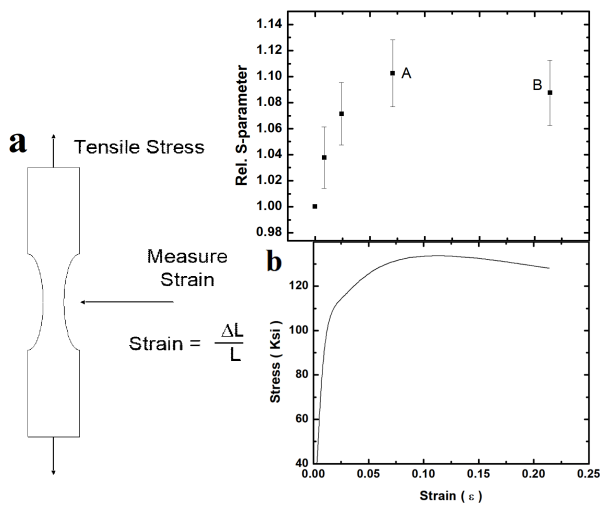 a
Tensile Stress
Measure
Strain
Strain = ΔL
L
Rel. S-parameter
1.14
1.12
1.10
1.08
1.06
1.04
1.02
1.00
0.98
A
B
b
Stress ( Ksi )
120
100
80
60
40
0.00 0.05 0.10 0.15 0.20 0.25
Strain ( ε )